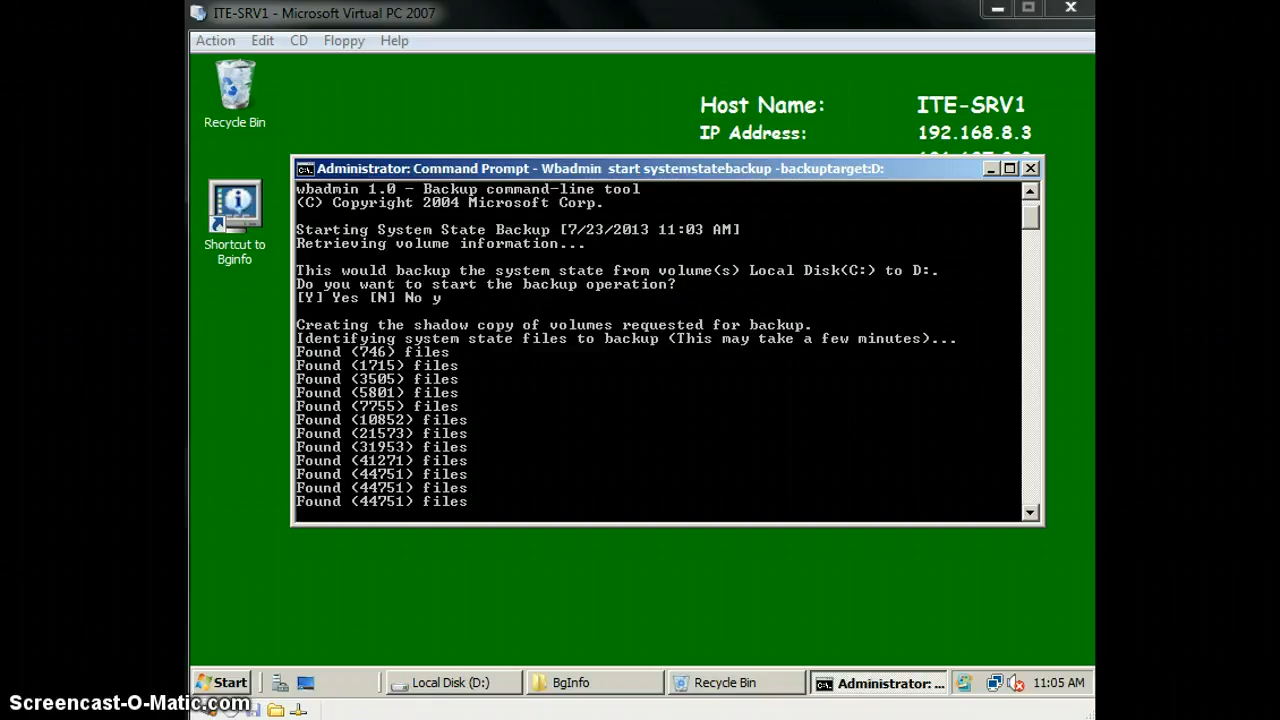 ITE-SRV1 - Microsoft Virtual PC 2007
Action Edit CD Floppy Help
Recycle Bin
Host Name: ITE-SRV1
IP Address: 192.168.8.3
Shortcut to
Bginfo
Administrator: Command Prompt - Wbadmin start systemstatebackup -backuptarget:D:
wbadmin 1.0 - Backup command-line tool
(C) Copyright 2004 Microsoft Corp.
Starting System State Backup [7/23/2013 11:03 AM]
Retrieving volume information...
This would backup the system state from volume(s) Local Disk(C:) to D:.
Do you want to start the backup operation?
[Y] Yes [N] No y
Creating the shadow copy of volumes requested for backup.
Identifying system state files to backup (This may take a few minutes)...
Found (746) files
Found (1715) files
Found (3505) files
Found (5801) files
Found (7755) files
Found (10852) files
Found (21573) files
Found (31953) files
Found (41271) files
Found (44751) files
Found (44751) files
Found (44751) files
Start Local Disk (D:) BgInfo Recycle Bin Administrator: ... 11:05 AM
Screencast-O-Matic.com